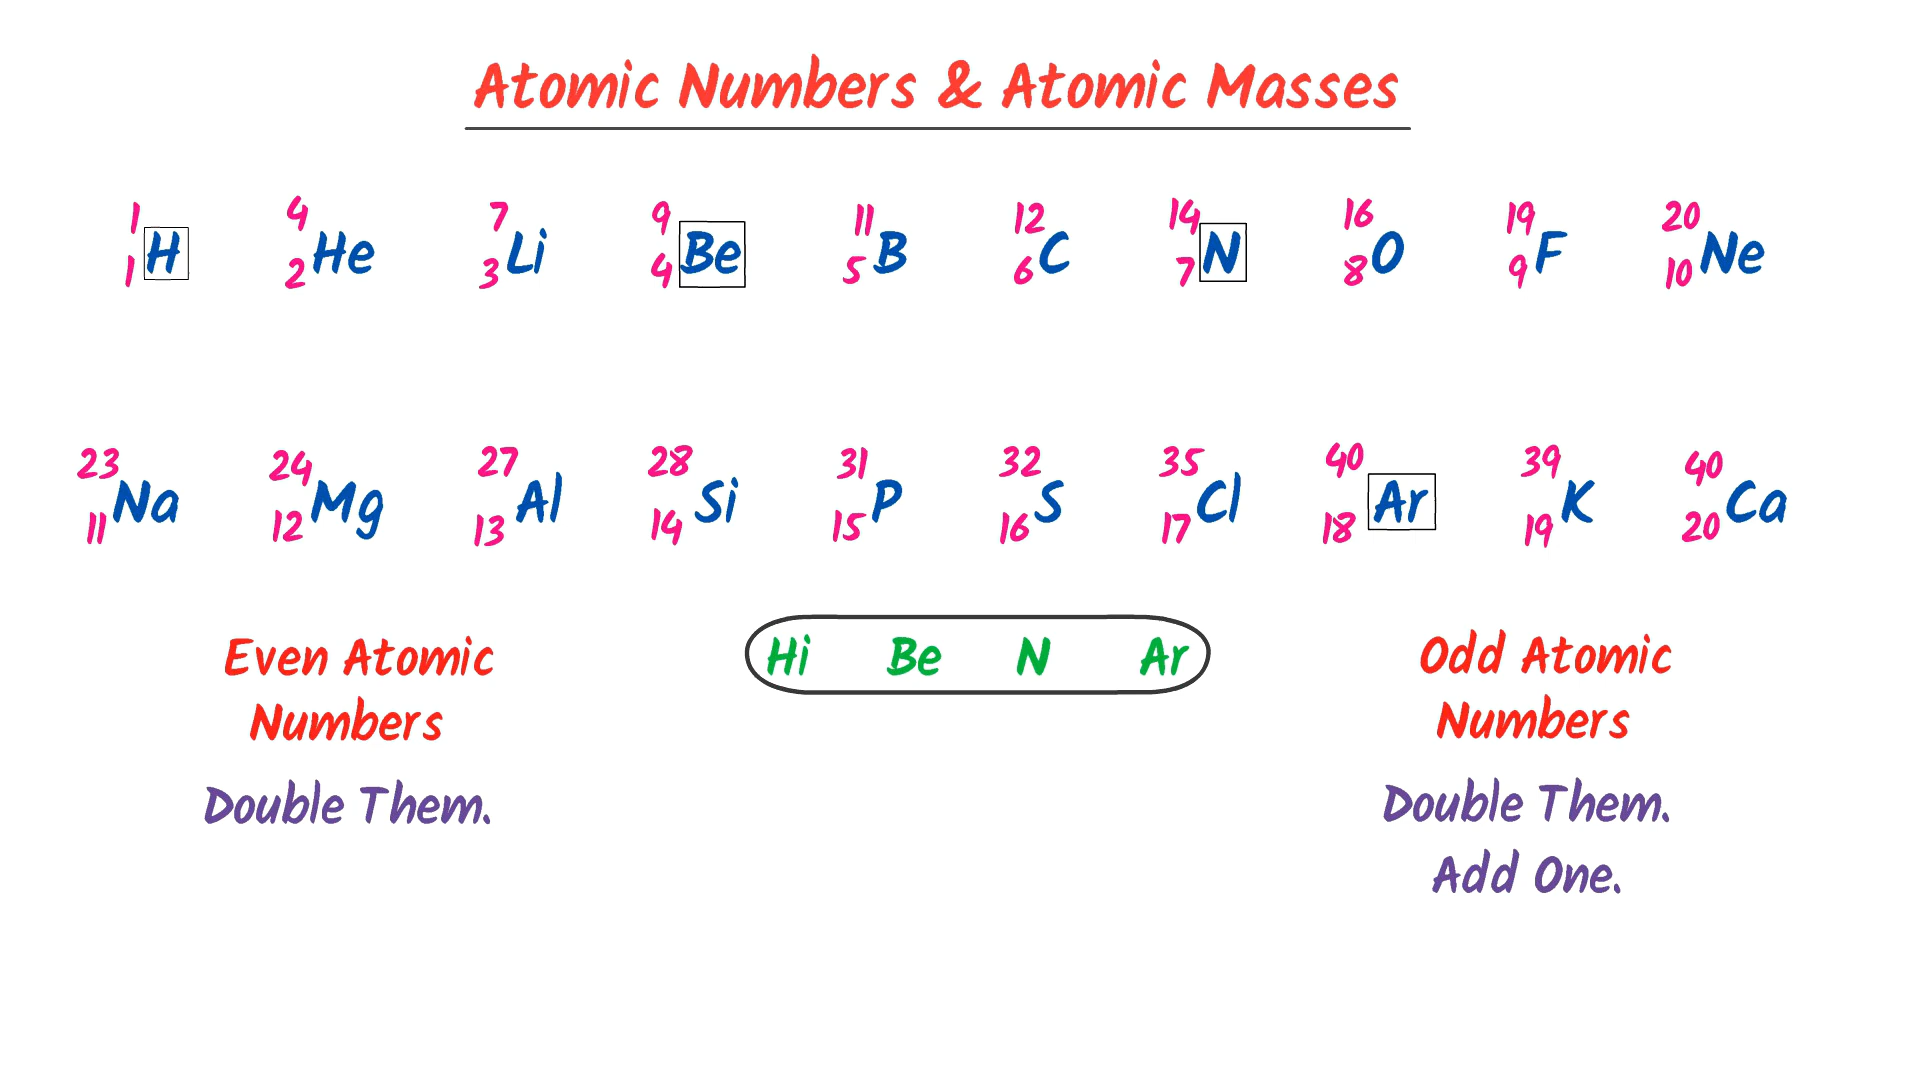 Atomic Numbers & Atomic Masses
1 4 7 9 11 12 14 16 19 20
H He Li Be B C N O F Ne
1 2 3 4 5 6 7 8 9 10
23 24 27 28 31 32 35 40 39 40
Na Mg Al Si P S Cl Ar K Ca
11 12 13 14 15 16 17 18 19 20
Even Atomic
Numbers
Double Them.
Hi Be N Ar
Odd Atomic
Numbers
Double Them.
Add One.